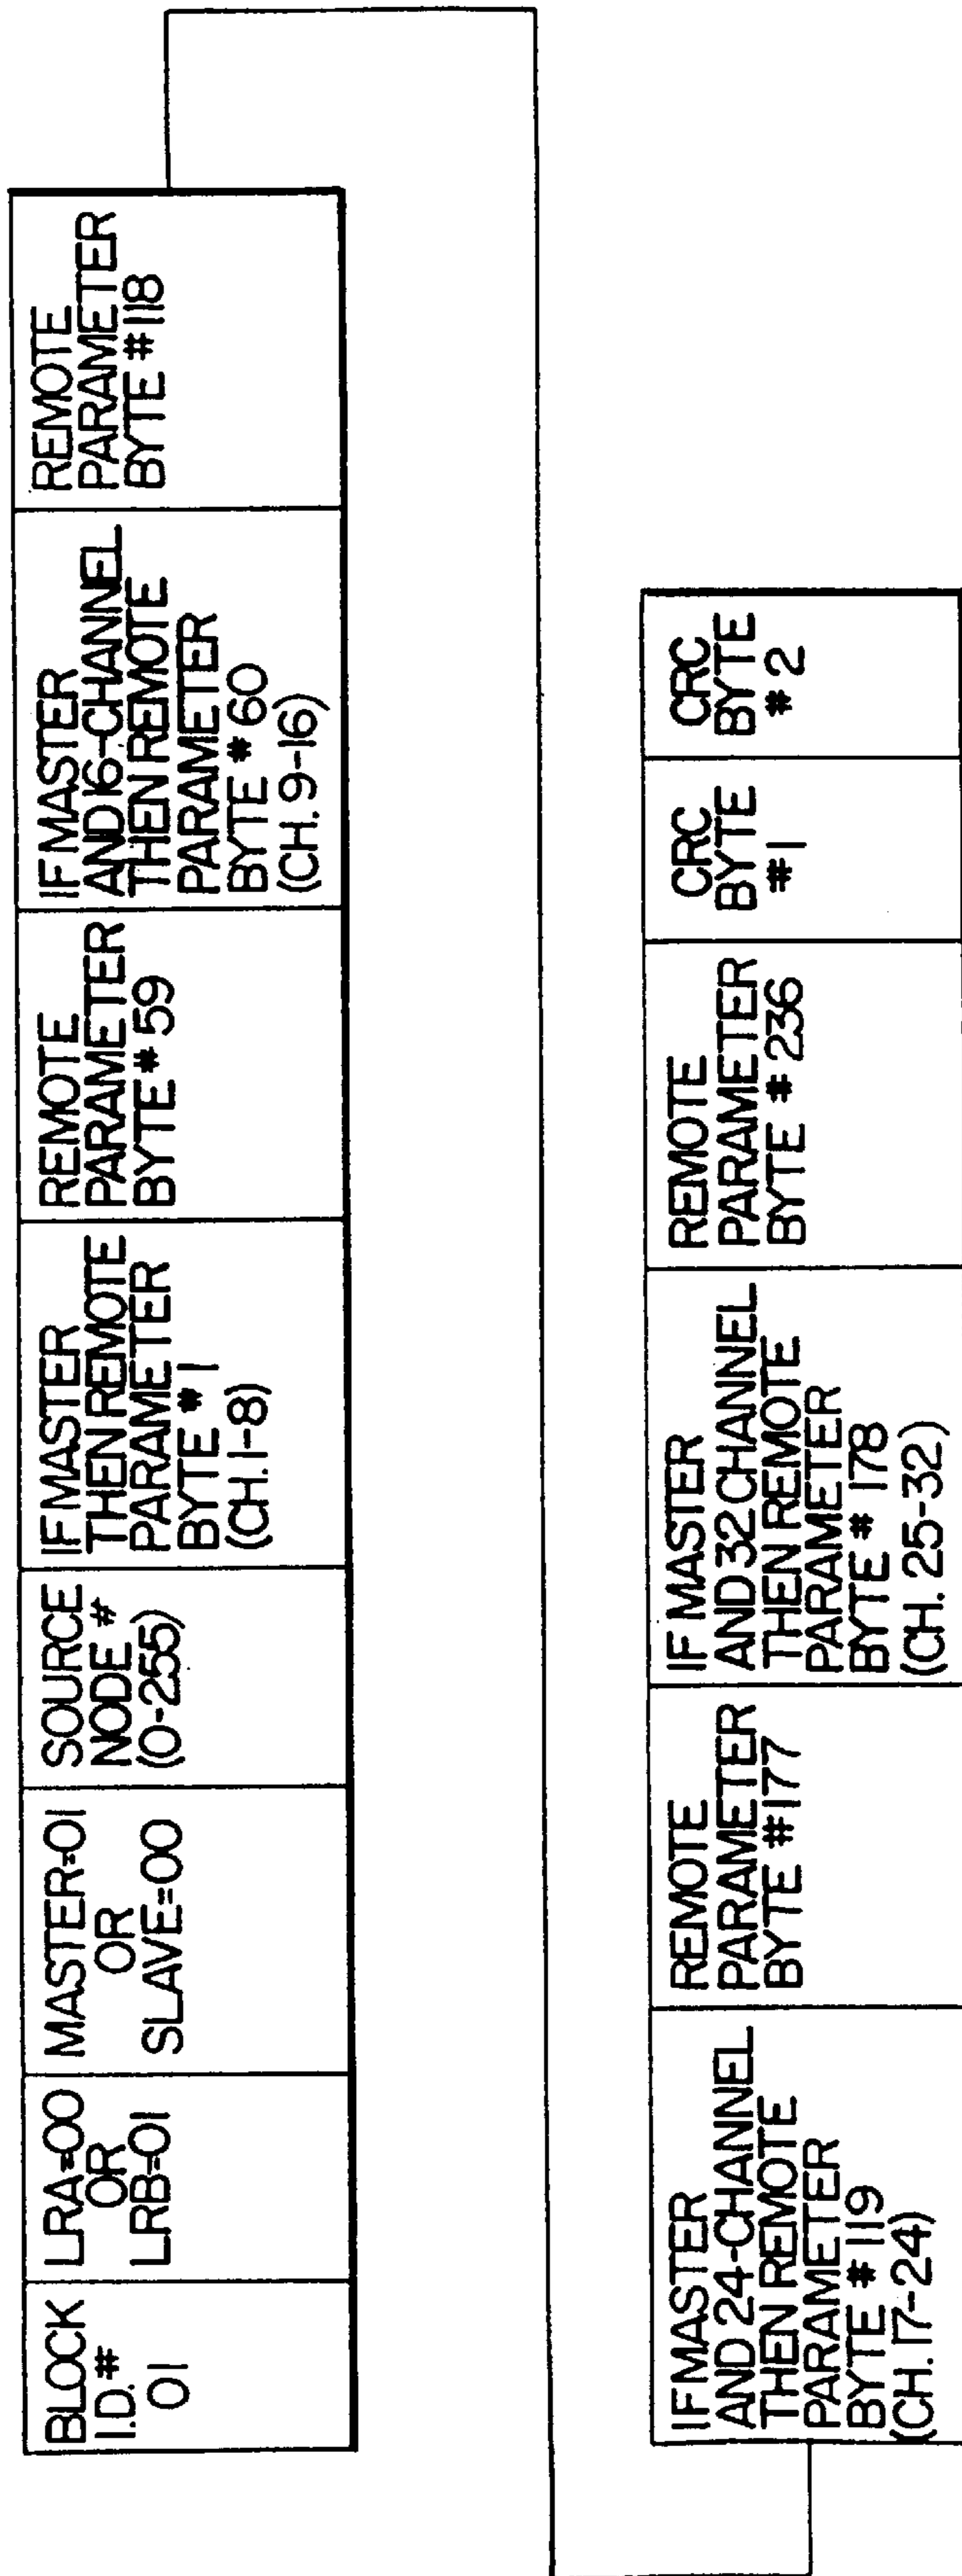 BLOCK
I.D.#
01
LRA=00
OR
LRB=01
MASTER=01
OR
SLAVE=00
SOURCE
NODE #
(0-255)
IF MASTER
THEN REMOTE
PARAMETER
BYTE # 1
(CH. 1-8)
REMOTE
PARAMETER
BYTE # 59
IF MASTER
AND 16-CHANNEL
THEN REMOTE
PARAMETER
BYTE # 60
(CH. 9-16)
REMOTE
PARAMETER
BYTE # 118
IF MASTER
AND 24-CHANNEL
THEN REMOTE
PARAMETER
BYTE # 119
(CH. 17-24)
REMOTE
PARAMETER
BYTE # 177
IF MASTER
AND 32 CHANNEL
THEN REMOTE
PARAMETER
BYTE # 178
(CH. 25-32)
REMOTE
PARAMETER
BYTE # 236
CRC
BYTE
# 1
CRC
BYTE
# 2